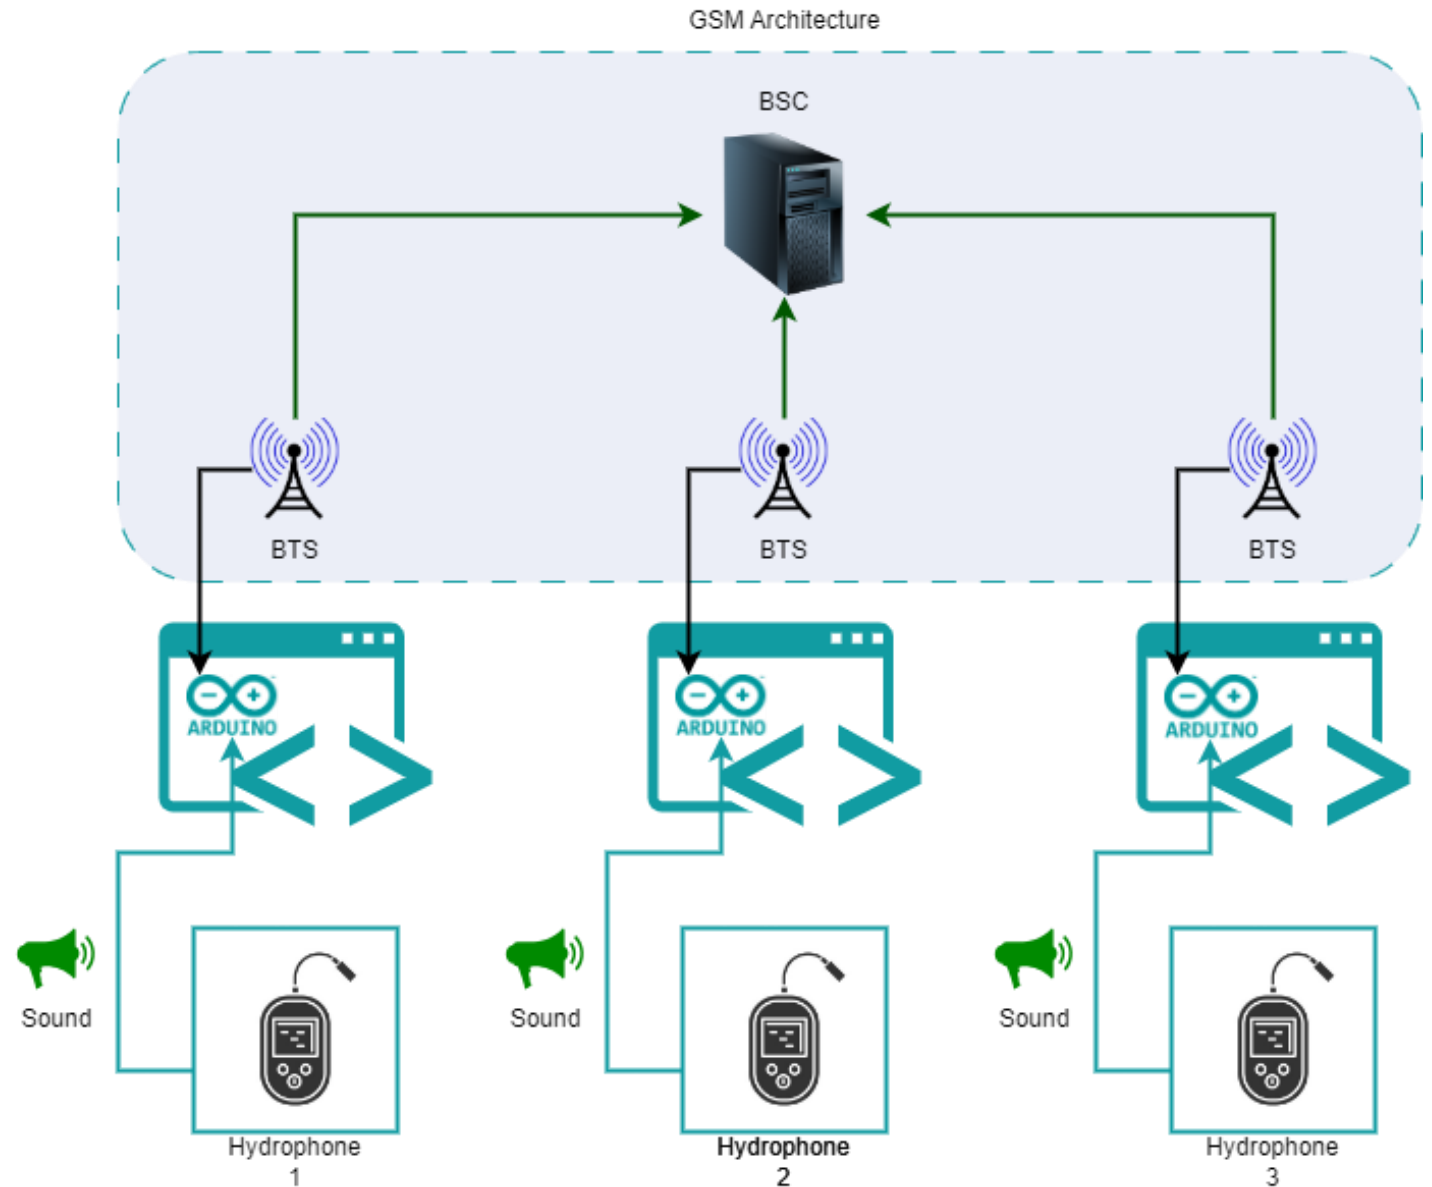 GSM Architecture
BSC
BTS
BTS
BTS
ARDUINO
ARDUINO
ARDUINO
Sound
Sound
Sound
Hydrophone
1
Hydrophone
2
Hydrophone
3